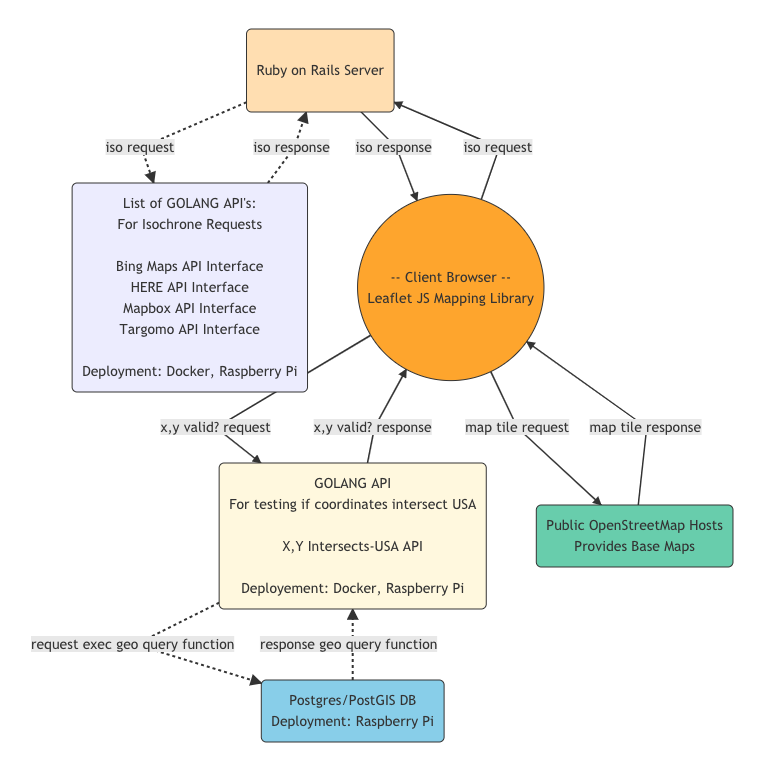 Ruby on Rails Server
iso request
iso response
iso response
iso request
List of GOLANG API's:
For Isochrone Requests
Bing Maps API Interface
HERE API Interface
Mapbox API Interface
Targomo API Interface
Deployment: Docker, Raspberry Pi
-- Client Browser --
Leaflet JS Mapping Library
x,y valid? request
x,y valid? response
map tile request
map tile response
GOLANG API
For testing if coordinates intersect USA
X,Y Intersects-USA API
Deployement: Docker, Raspberry Pi
Public OpenStreetMap Hosts
Provides Base Maps
request exec geo query function
response geo query function
Postgres/PostGIS DB
Deployment: Raspberry Pi